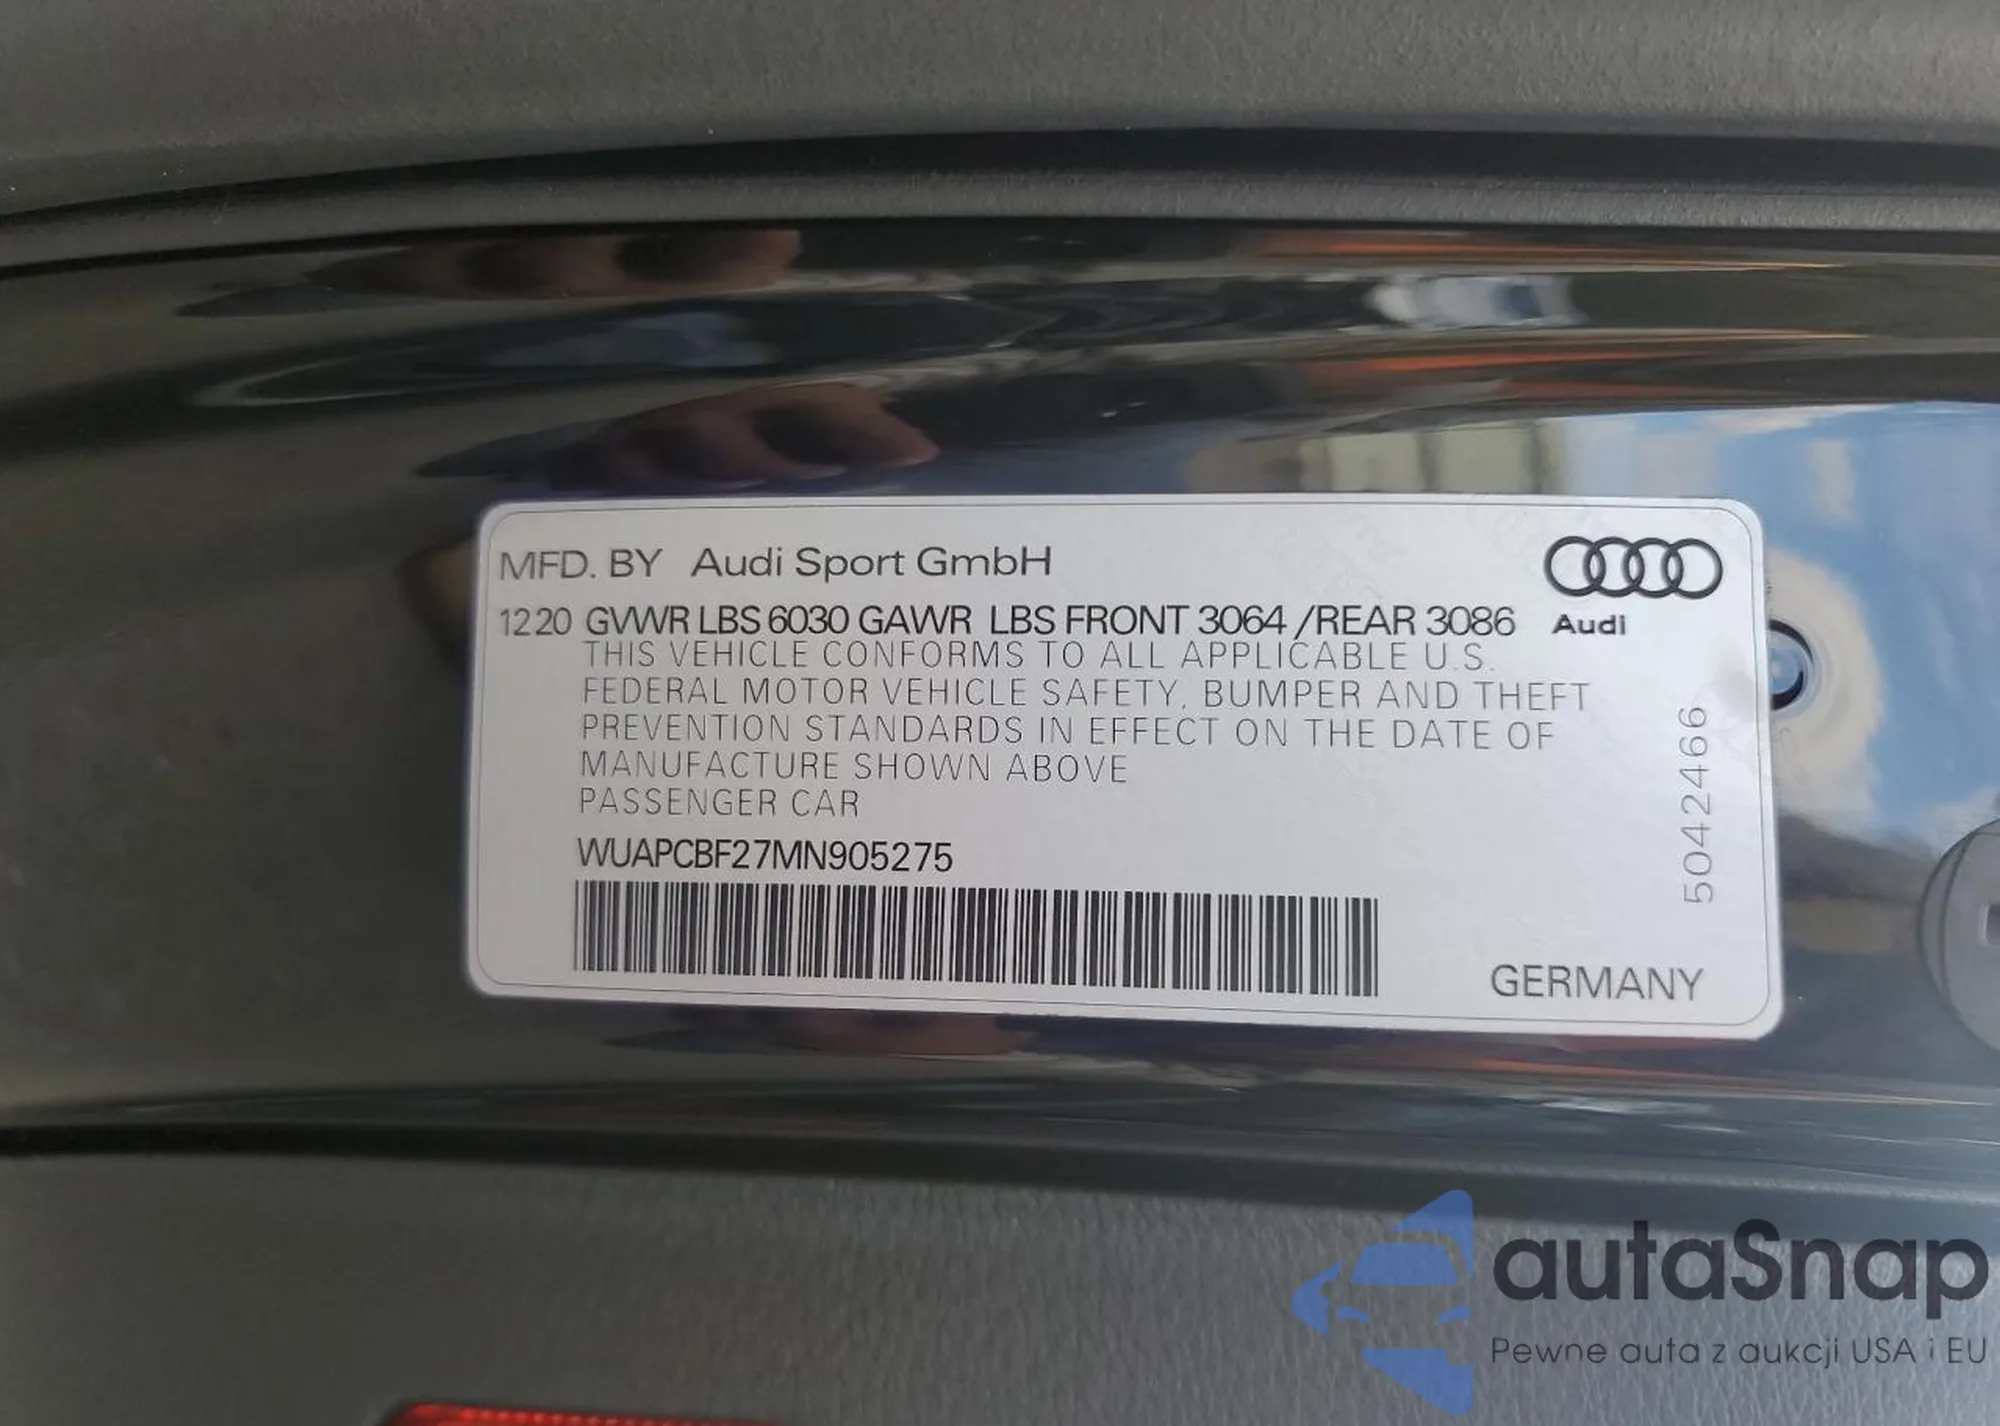 MFD. BY Audi Sport GmbH
1220 GVWR LBS 6030 GAWR LBS FRONT 3064 /REAR 3086
Audi
THIS VEHICLE CONFORMS TO ALL APPLICABLE U.S.
FEDERAL MOTOR VEHICLE SAFETY, BUMPER AND THEFT
PREVENTION STANDARDS IN EFFECT ON THE DATE OF
MANUFACTURE SHOWN ABOVE
PASSENGER CAR
WUAPCBF27MN905275
5042466
GERMANY
autaSnap
Pewne auta z aukcji USA i EU